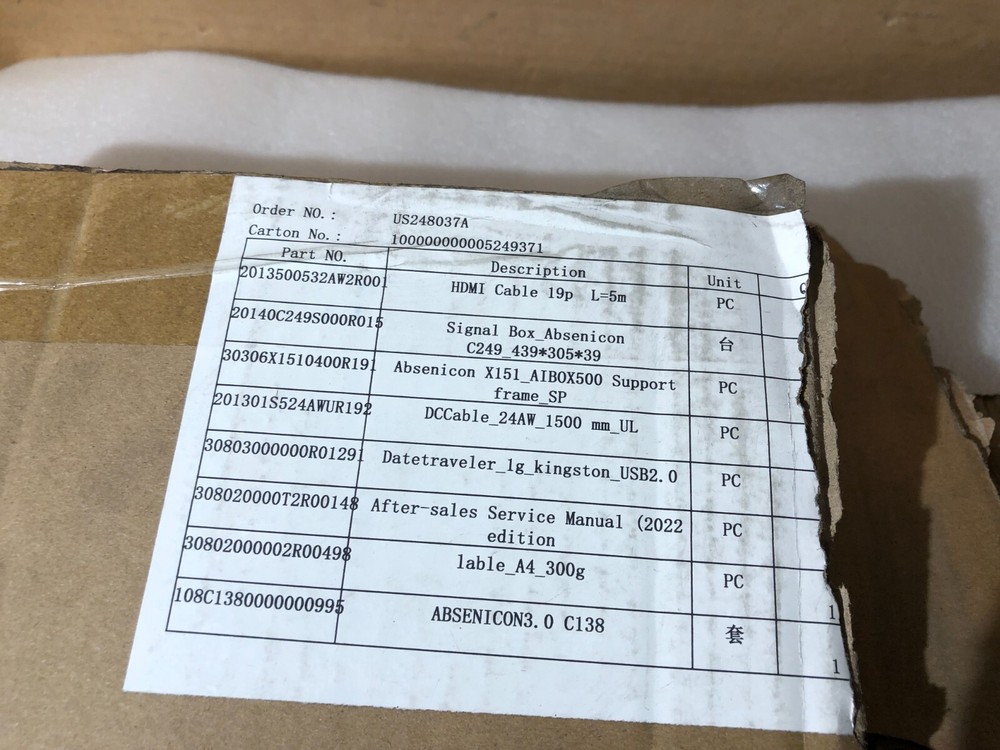 Order NO.: US248037A
Carton No.: 100000000005249371
Part NO. Description Unit
2013500532AW2R001 HDMI Cable 19p L=5m PC
20140C249S000R015 Signal Box_Absenicon C249_439*305*39 台
30306X1510400R191 Absenicon X151_AIBOX500 Support frame_SP PC
201301S524AWUR192 DCCable_24AW_1500 mm_UL PC
30803000000R01291 Datetraveler_1g_kingston_USB2.0 PC
308020000T2R00148 After-sales Service Manual (2022 edition PC
30802000002R00498 lable_A4_300g PC 1
108C1380000000995 ABSENICON3.0 C138 套 1